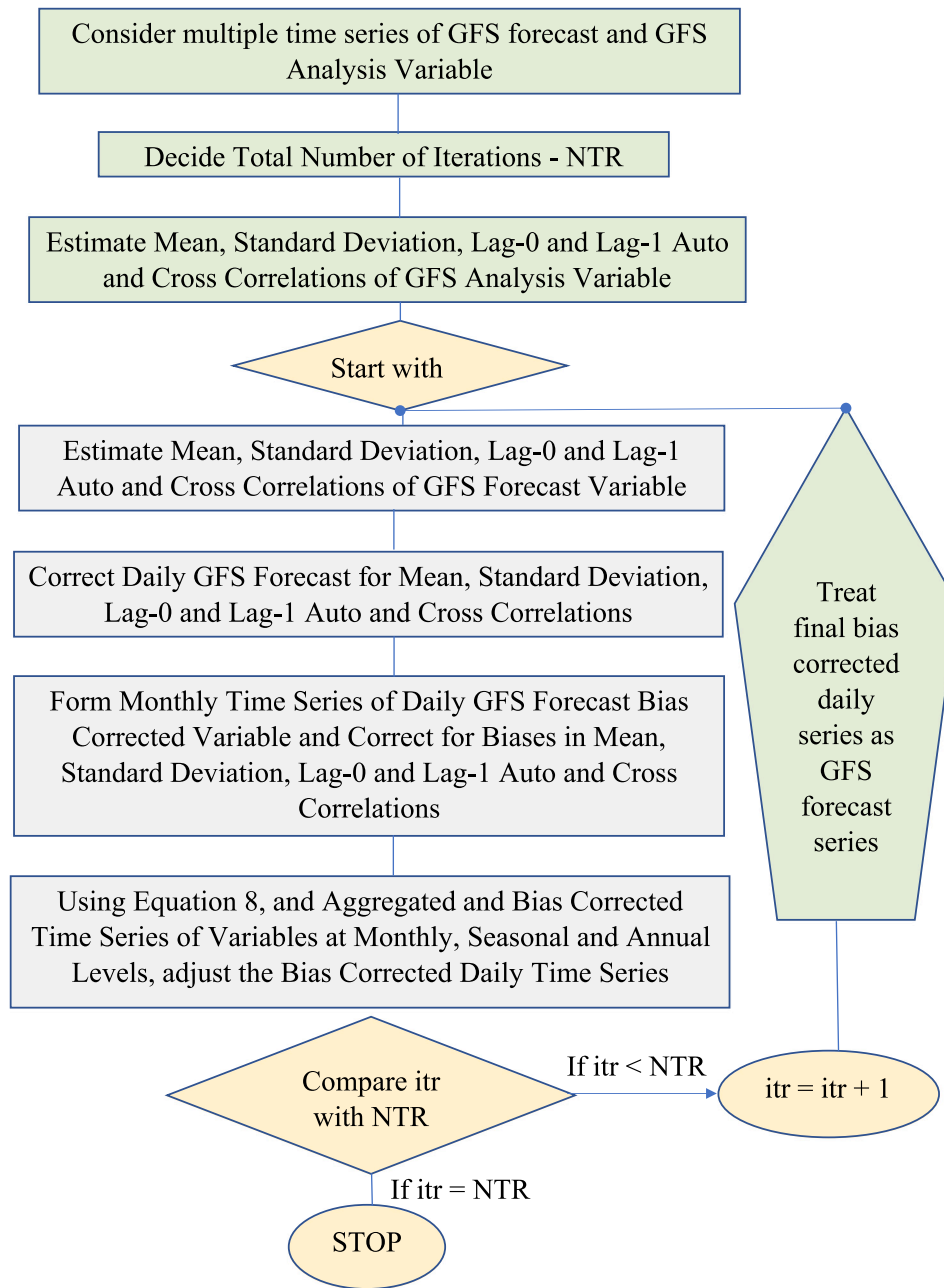 Consider multiple time series of GFS forecast and GFS
Analysis Variable
Decide Total Number of Iterations - NTR
Estimate Mean, Standard Deviation, Lag-0 and Lag-1 Auto
and Cross Correlations of GFS Analysis Variable
Start with
Estimate Mean, Standard Deviation, Lag-0 and Lag-1
Auto and Cross Correlations of GFS Forecast Variable
Correct Daily GFS Forecast for Mean, Standard Deviation,
Lag-0 and Lag-1 Auto and Cross Correlations
Form Monthly Time Series of Daily GFS Forecast Bias
Corrected Variable and Correct for Biases in Mean,
Standard Deviation, Lag-0 and Lag-1 Auto and Cross
Correlations
Using Equation 8, and Aggregated and Bias Corrected
Time Series of Variables at Monthly, Seasonal and Annual
Levels, adjust the Bias Corrected Daily Time Series
Compare itr
with NTR
If itr < NTR
itr = itr + 1
Treat
final bias
corrected
daily
series as
GFS
forecast
series
If itr = NTR
STOP